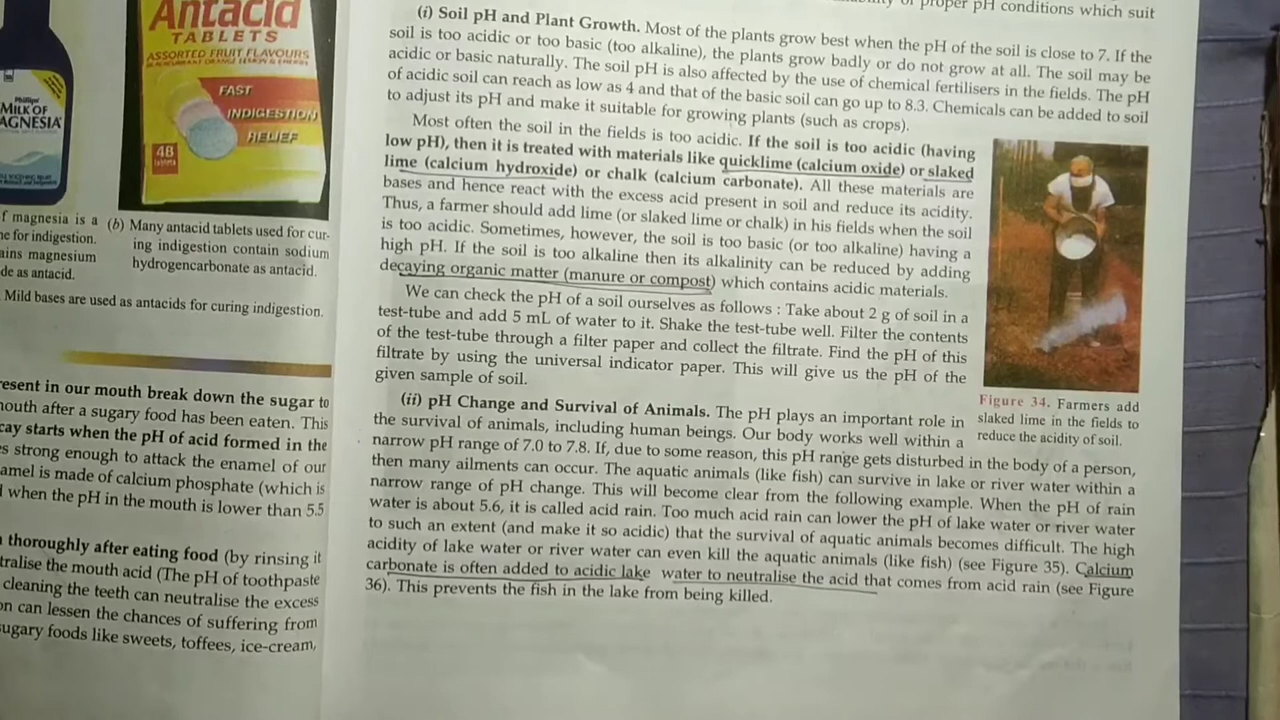 Antacid
TABLETS
ASSORTED FRUIT FLAVOURS
FAST
INDIGESTION
RELIEF
48
Phillips'
MILK OF
AGNESIA
f magnesia is a
ne for indigestion.
ains magnesium
de as antacid.
(b) Many antacid tablets used for cur-
ing indigestion contain sodium
hydrogencarbonate as antacid.
Mild bases are used as antacids for curing indigestion.
resent in our mouth break down the sugar to
mouth after a sugary food has been eaten. This
cay starts when the pH of acid formed in the
s strong enough to attack the enamel of our
amel is made of calcium phosphate (which is
when the pH in the mouth is lower than 5.5
thoroughly after eating food (by rinsing it
tralise the mouth acid (The pH of toothpaste
cleaning the teeth can neutralise the excess
on can lessen the chances of suffering from
sugary foods like sweets, toffees, ice-cream,
of proper pH conditions which suit
(i) Soil pH and Plant Growth. Most of the plants grow best when the pH of the soil is close to 7. If the
soil is too acidic or too basic (too alkaline), the plants grow badly or do not grow at all. The soil may be
acidic or basic naturally. The soil pH is also affected by the use of chemical fertilisers in the fields. The pH
of acidic soil can reach as low as 4 and that of the basic soil can go up to 8.3. Chemicals can be added to soil
to adjust its pH and make it suitable for growing plants (such as crops).
Most often the soil in the fields is too acidic. If the soil is too acidic (having
low pH), then it is treated with materials like quicklime (calcium oxide) or slaked
lime (calcium hydroxide) or chalk (calcium carbonate). All these materials are
bases and hence react with the excess acid present in soil and reduce its acidity.
Thus, a farmer should add lime (or slaked lime or chalk) in his fields when the soil
is too acidic. Sometimes, however, the soil is too basic (or too alkaline) having a
high pH. If the soil is too alkaline then its alkalinity can be reduced by adding
decaying organic matter (manure or compost) which contains acidic materials.
We can check the pH of a soil ourselves as follows : Take about 2 g of soil in a
test-tube and add 5 mL of water to it. Shake the test-tube well. Filter the contents
of the test-tube through a filter paper and collect the filtrate. Find the pH of this
filtrate by using the universal indicator paper. This will give us the pH of the
given sample of soil.
Figure 34. Farmers add
slaked lime in the fields to
reduce the acidity of soil.
(ii) pH Change and Survival of Animals. The pH plays an important role in
the survival of animals, including human beings. Our body works well within a
narrow pH range of 7.0 to 7.8. If, due to some reason, this pH range gets disturbed in the body of a person,
then many ailments can occur. The aquatic animals (like fish) can survive in lake or river water within a
narrow range of pH change. This will become clear from the following example. When the pH of rain
water is about 5.6, it is called acid rain. Too much acid rain can lower the pH of lake water or river water
to such an extent (and make it so acidic) that the survival of aquatic animals becomes difficult. The high
acidity of lake water or river water can even kill the aquatic animals (like fish) (see Figure 35). Calcium
carbonate is often added to acidic lake water to neutralise the acid that comes from acid rain (see Figure
36). This prevents the fish in the lake from being killed.